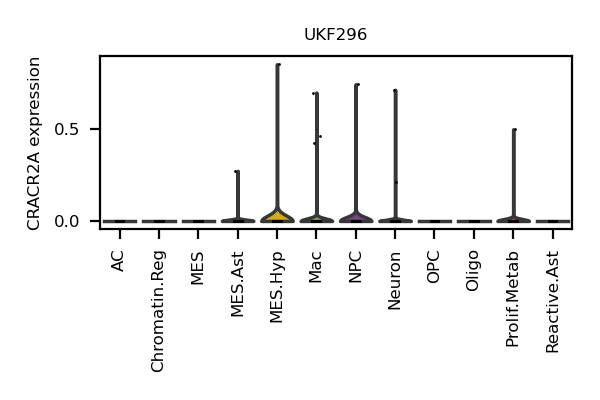 UKF296
CRACR2A expression
0.5
0.0
AC
Chromatin.Reg
MES
MES.Ast
MES.Hyp
Mac
NPC
Neuron
OPC
Oligo
Prolif.Metab
Reactive.Ast